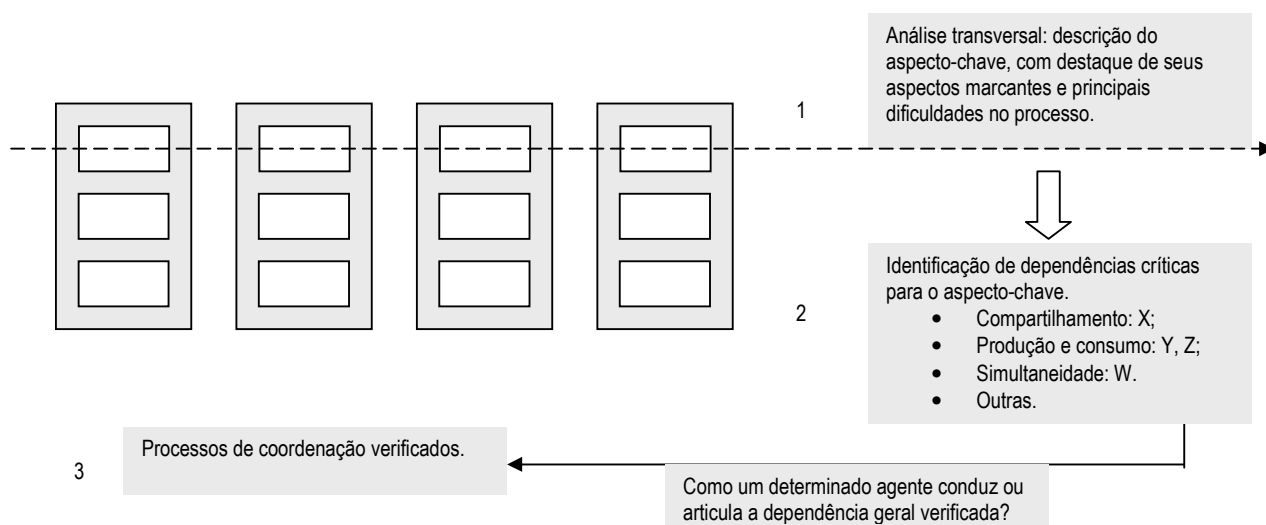 Análise transversal: descrição do
aspecto-chave, com destaque de seus
aspectos marcantes e principais
dificuldades no processo.
1
Identificação de dependências críticas
para o aspecto-chave.
2
• Compartilhamento: X;
• Produção e consumo: Y, Z;
• Simultaneidade: W.
• Outras.
Processos de coordenação verificados.
3
Como um determinado agente conduz ou
articula a dependência geral verificada?